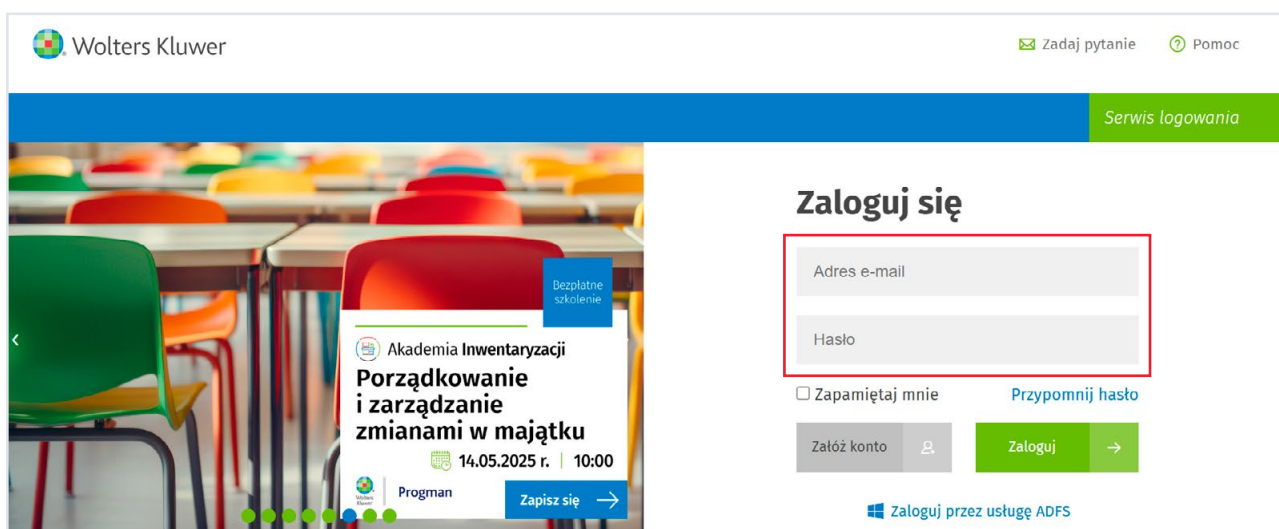 Wolters Kluwer
Zadaj pytanie
Pomoc
Serwis logowania
Bezpłatne
szkolenie
Akademia Inwentaryzacji
Porządkowanie
i zarządzanie
zmianami w majątku
14.05.2025 r. | 10:00
Wolters
Kluwer
Progman
Zapisz się
Zaloguj się
Adres e-mail
Hasło
Zapamiętaj mnie
Przypomnij hasło
Załóż konto
Zaloguj
Zaloguj przez usługę ADFS